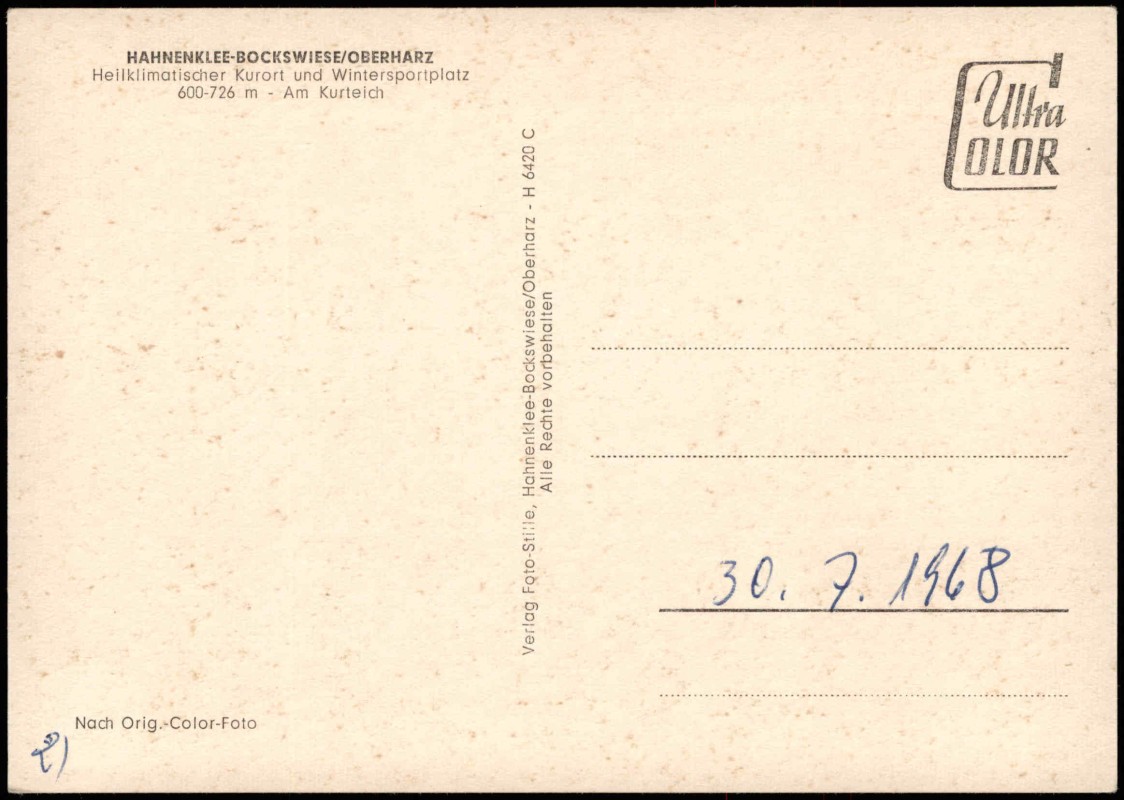 HAHNENKLEE-BOCKSWIESE/OBERHARZ
Heilklimatischer Kurort und Wintersportplatz
600-726 m - Am Kurteich
Ultra
COLOR
Verlag Foto-Stille, Hahnenklee-Bockswiese/Oberharz - H 6420 C
Alle Rechte vorbehalten
30. 7. 1968
Nach Orig.-Color-Foto
2)